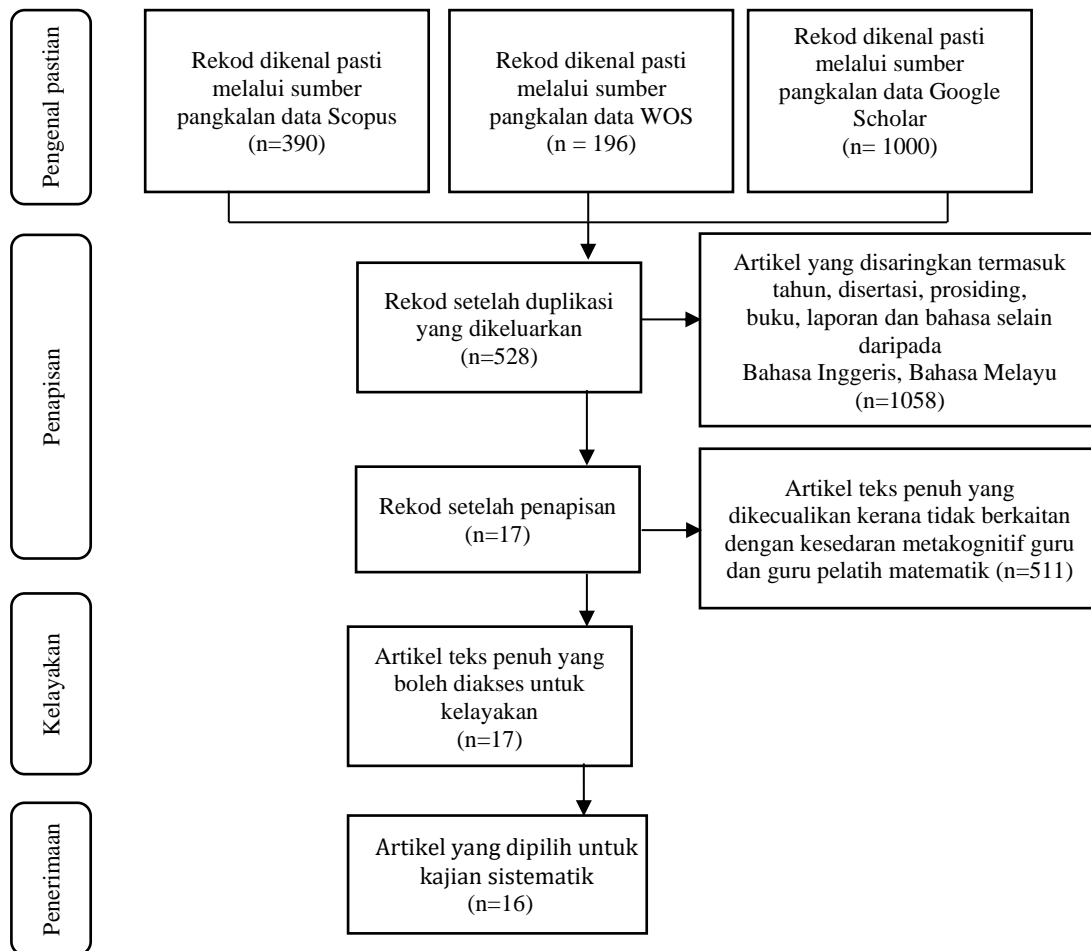 Pengenal pastian
Rekod dikenal pasti
melalui sumber
pangkalan data Scopus
(n=390)
Rekod dikenal pasti
melalui sumber
pangkalan data WOS
(n = 196)
Rekod dikenal pasti
melalui sumber
pangkalan data Google
Scholar
(n= 1000)
Penapisan
Rekod setelah duplikasi
yang dikeluarkan
(n=528)
Artikel yang disaringkan termasuk
tahun, disertasi, prosiding,
buku, laporan dan bahasa selain
daripada
Bahasa Inggeris, Bahasa Melayu
(n=1058)
Rekod setelah penapisan
(n=17)
Artikel teks penuh yang
dikecualikan kerana tidak berkaitan
dengan kesedaran metakognitif guru
dan guru pelatih matematik (n=511)
Kelayakan
Artikel teks penuh yang
boleh diakses untuk
kelayakan
(n=17)
Penerimaan
Artikel yang dipilih untuk
kajian sistematik
(n=16)